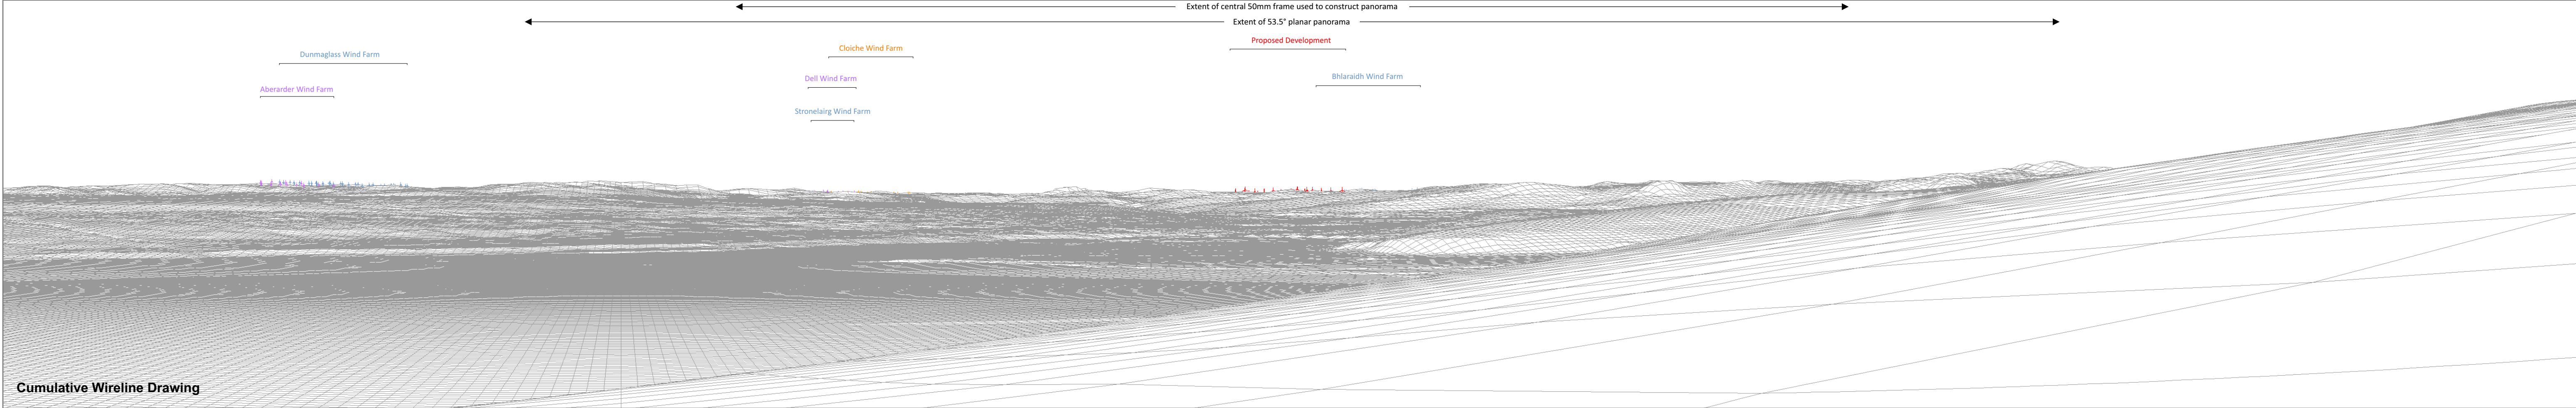 Extent of central 50mm frame used to construct panorama
Extent of 53.5° planar panorama
Proposed Development
Cloiche Wind Farm
Dunmaglass Wind Farm
Bhlaraidh Wind Farm
Dell Wind Farm
Aberarder Wind Farm
Stronelairg Wind Farm
Cumulative Wireline Drawing